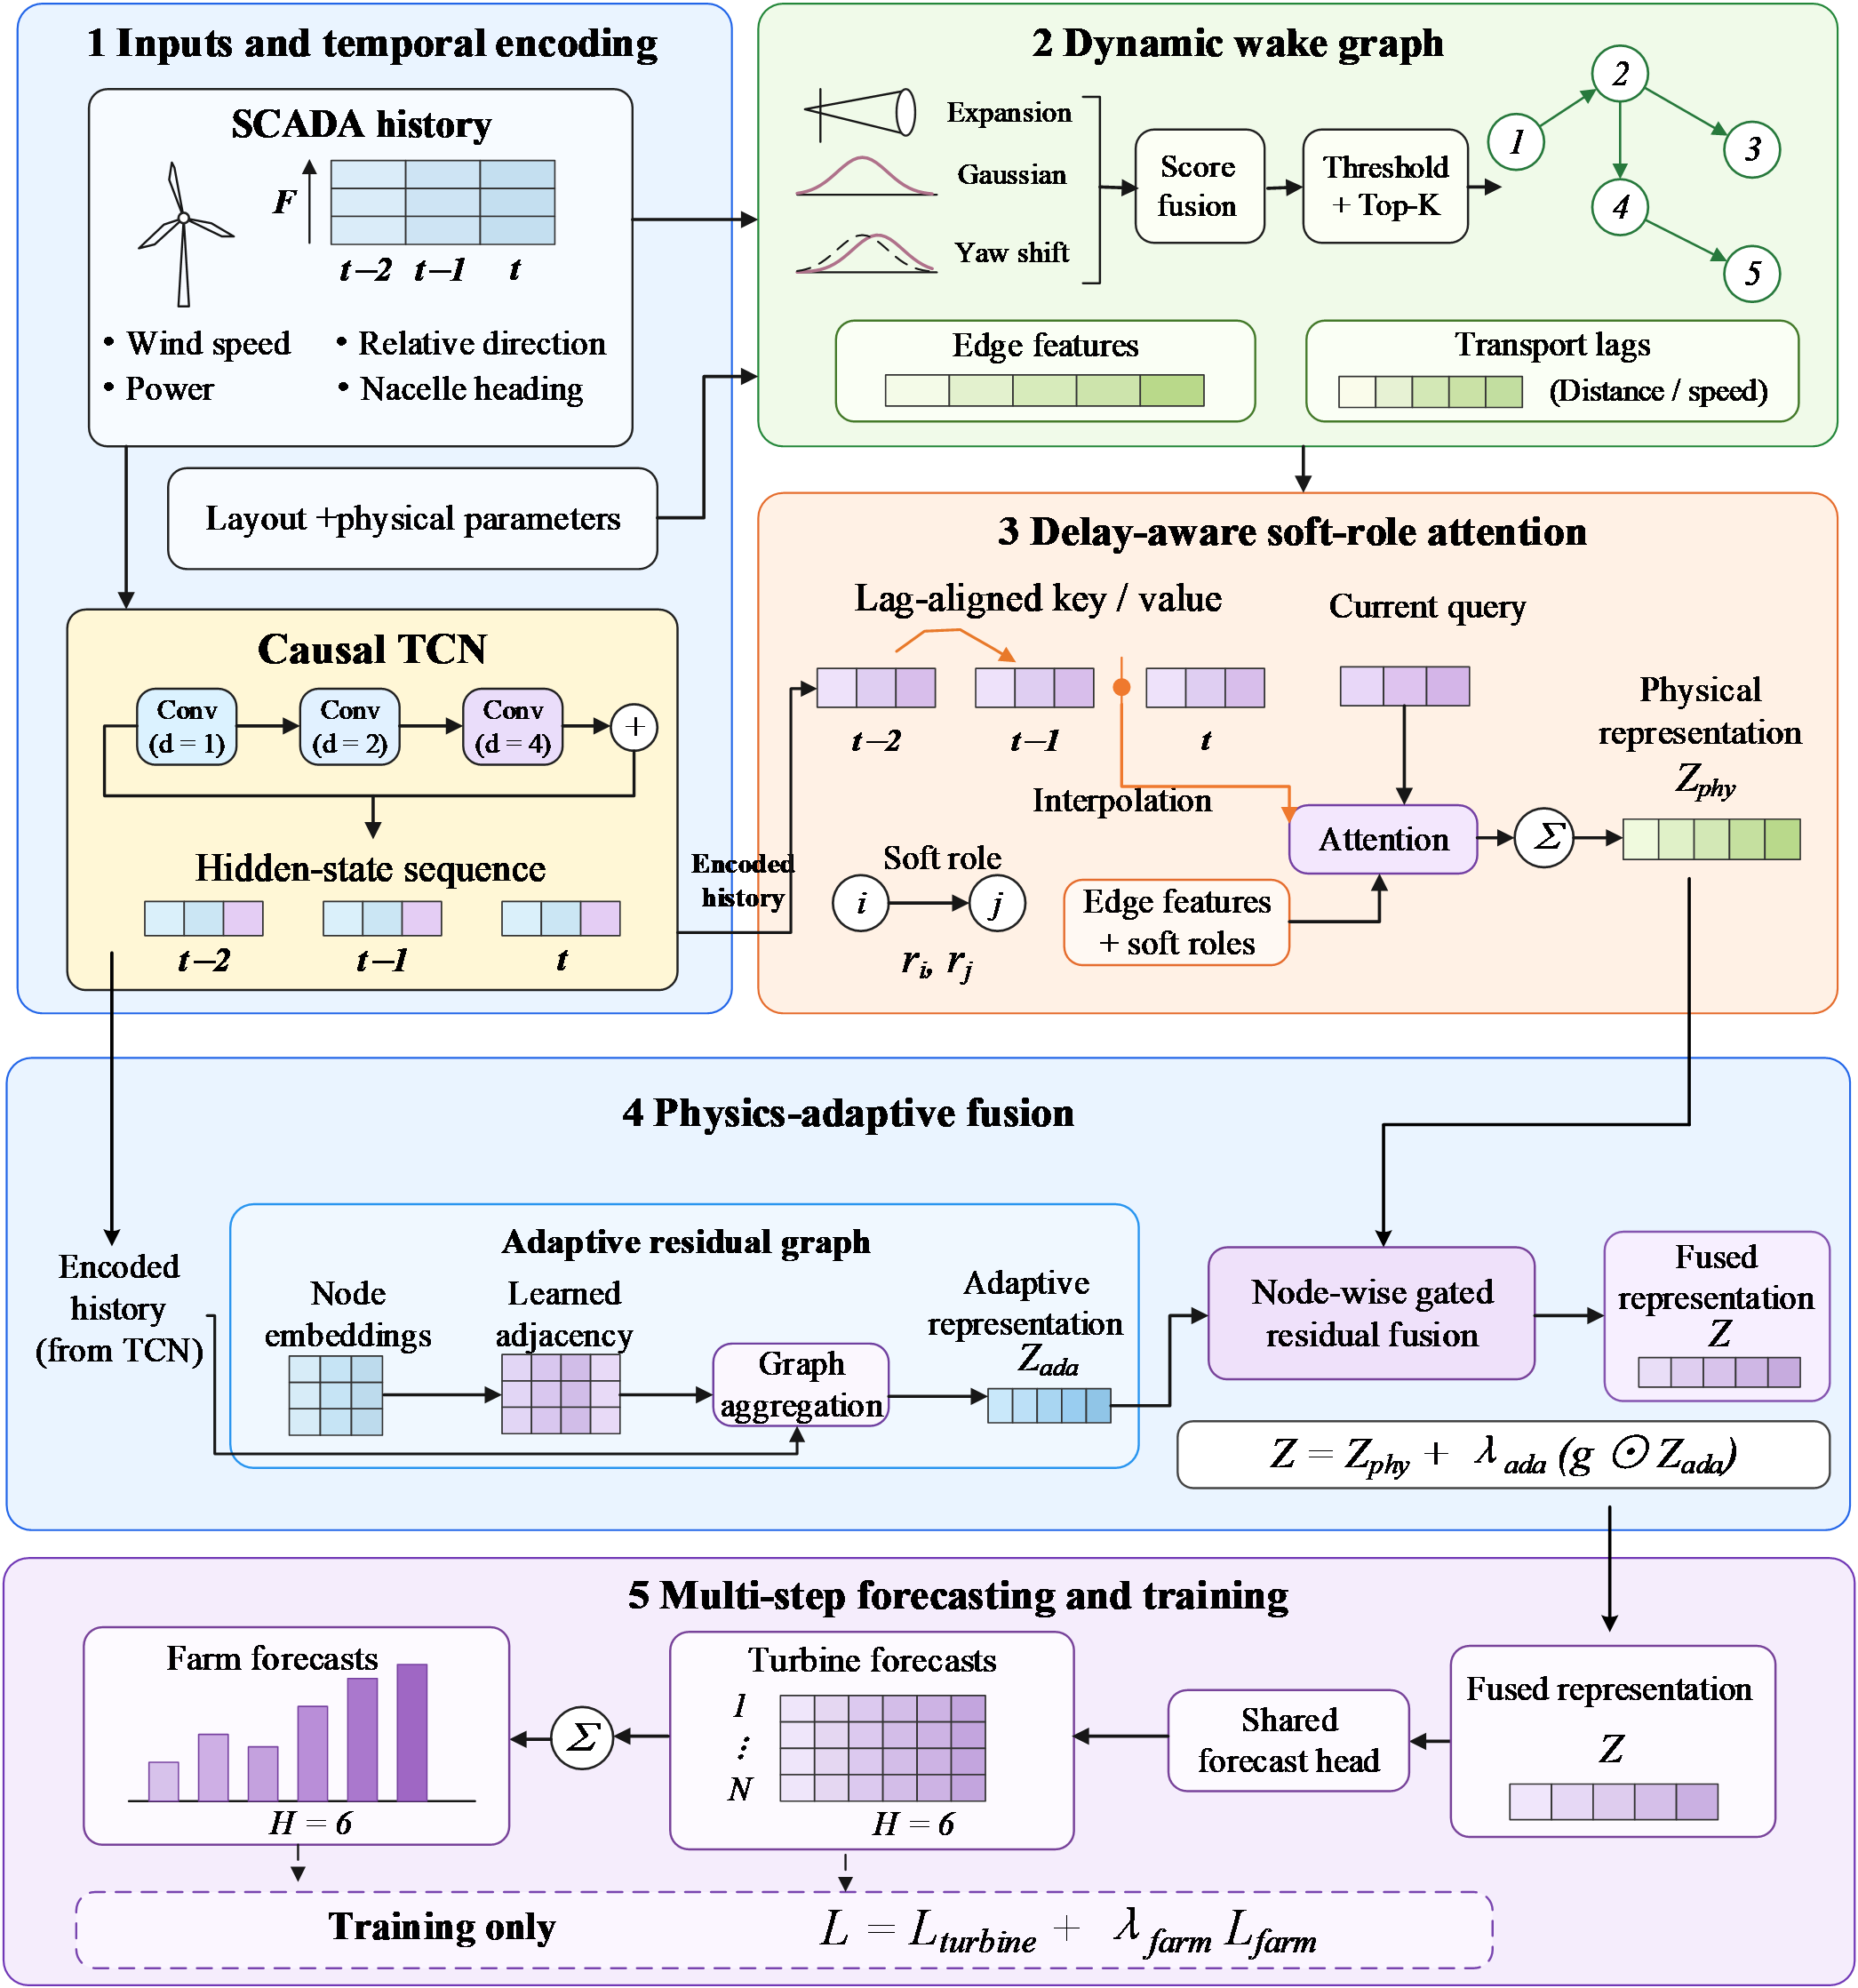 1 Inputs and temporal encoding
SCADA history
F
t−2 t−1 t
• Wind speed • Relative direction
• Power • Nacelle heading
Layout +physical parameters
Causal TCN
Conv
(d = 1)
Conv
(d = 2)
Conv
(d = 4)
+
Hidden-state sequence
t−2 t−1 t
Encoded
history
2 Dynamic wake graph
Expansion
Gaussian
Yaw shift
Score
fusion
Threshold
+ Top-K
1
2
3
4
5
Edge features
Transport lags
(Distance / speed)
3 Delay-aware soft-role attention
Lag-aligned key / value
Current query
t−2 t−1 t
Interpolation
Soft role
i j
r_i, r_j
Edge features
+ soft roles
Attention
Σ
Physical
representation
Z_phy
4 Physics-adaptive fusion
Encoded
history
(from TCN)
Adaptive residual graph
Node
embeddings
Learned
adjacency
Graph
aggregation
Adaptive
representation
Z_ada
Node-wise gated
residual fusion
Fused
representation
Z
Z = Z_phy + λ_ada (g ⊙ Z_ada)
5 Multi-step forecasting and training
Farm forecasts
H = 6
Σ
Turbine forecasts
1
⋮
N
H = 6
Shared
forecast head
Fused representation
Z
Training only
L = L_turbine + λ_farm L_farm